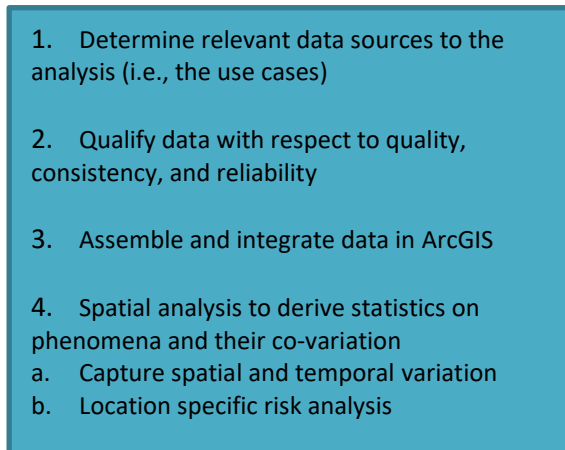 1. Determine relevant data sources to the
analysis (i.e., the use cases)
2. Qualify data with respect to quality,
consistency, and reliability
3. Assemble and integrate data in ArcGIS
4. Spatial analysis to derive statistics on
phenomena and their co-variation
a. Capture spatial and temporal variation
b. Location specific risk analysis